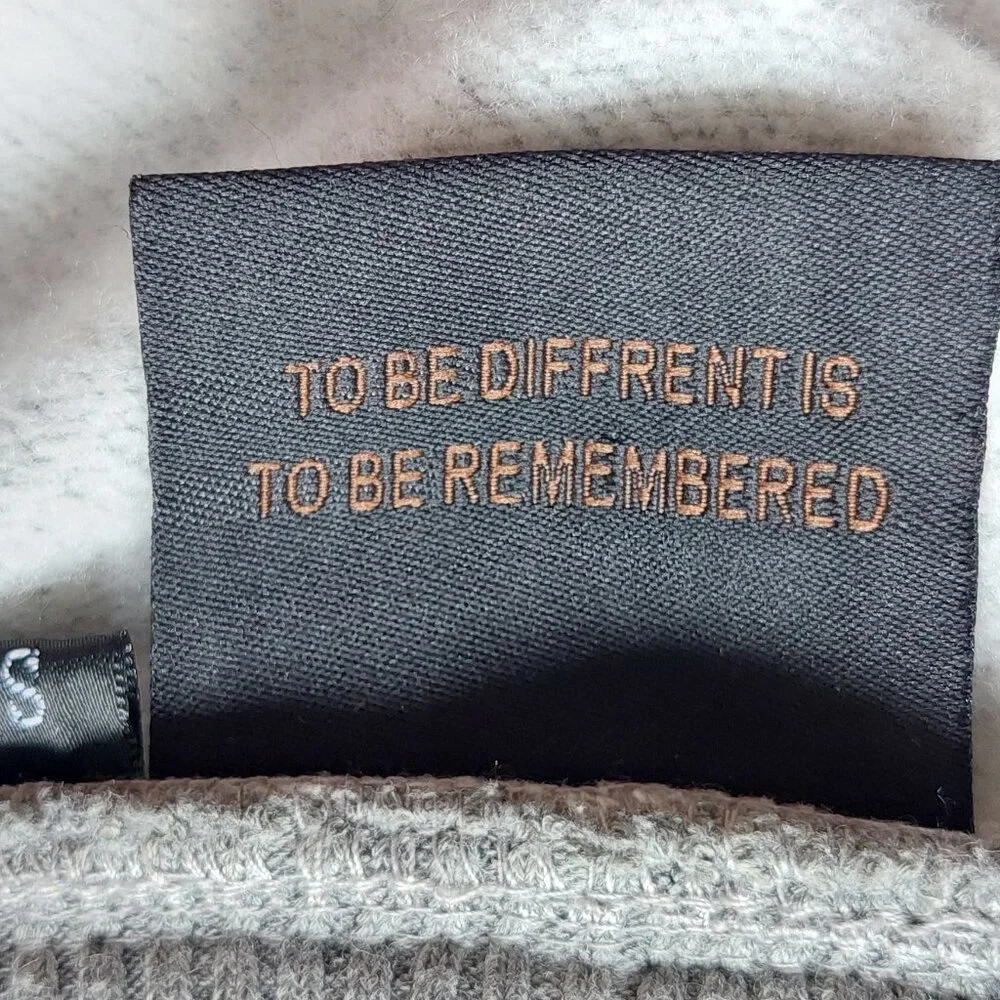 TO BE DIFFRENT IS
TO BE REMEMBERED
S